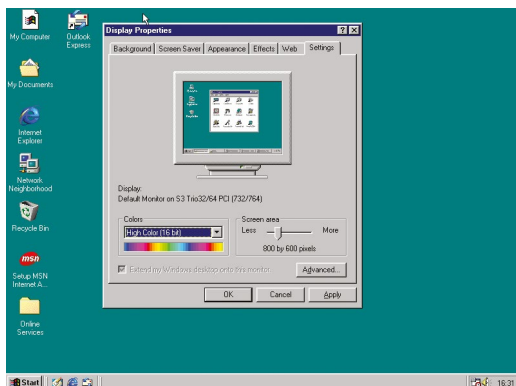 My Computer
Outlook
Express
My Documents
Internet
Explorer
Network
Neighborhood
Recycle Bin
msn
Setup MSN
Internet A...
Online
Services
Display Properties
Background
Screen Saver
Appearance
Effects
Web
Settings
Display:
Default Monitor on S3 Trio32/64 PCI (732/764)
Colors
High Color (16 bit)
Screen area
Less
More
800 by 600 pixels
Extend my Windows desktop onto this monitor.
Advanced...
OK
Cancel
Apply
Start
16:31